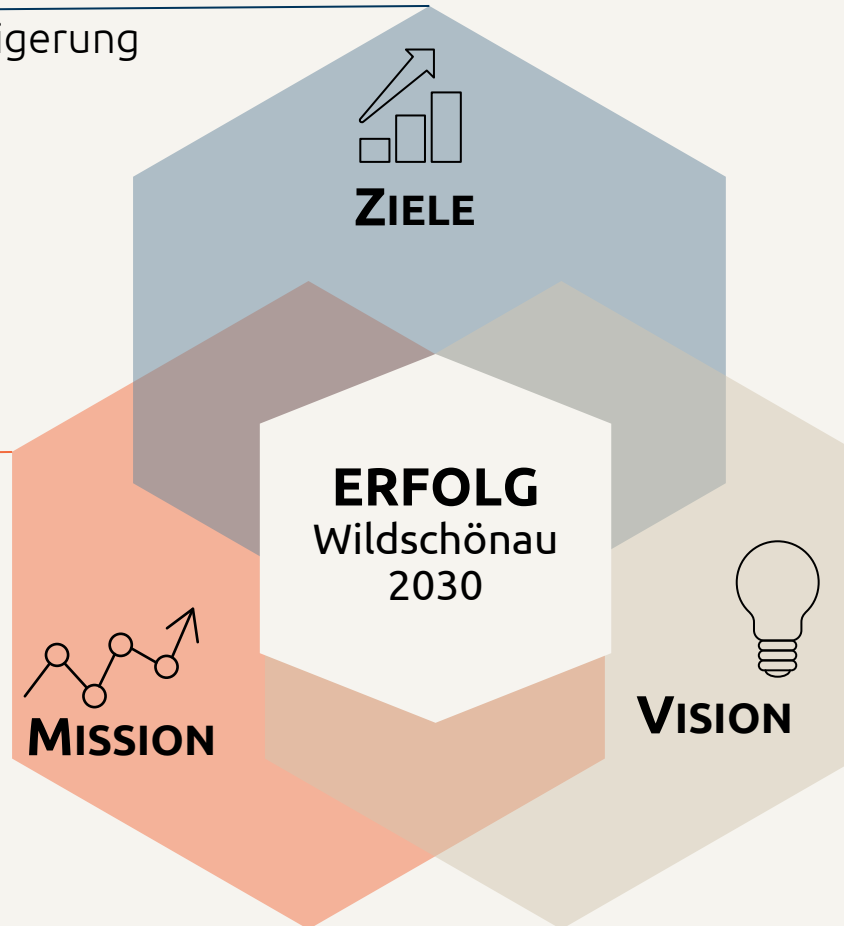 igerung
ZIELE
ERFOLG
Wildschönau
2030
VISION
MISSION